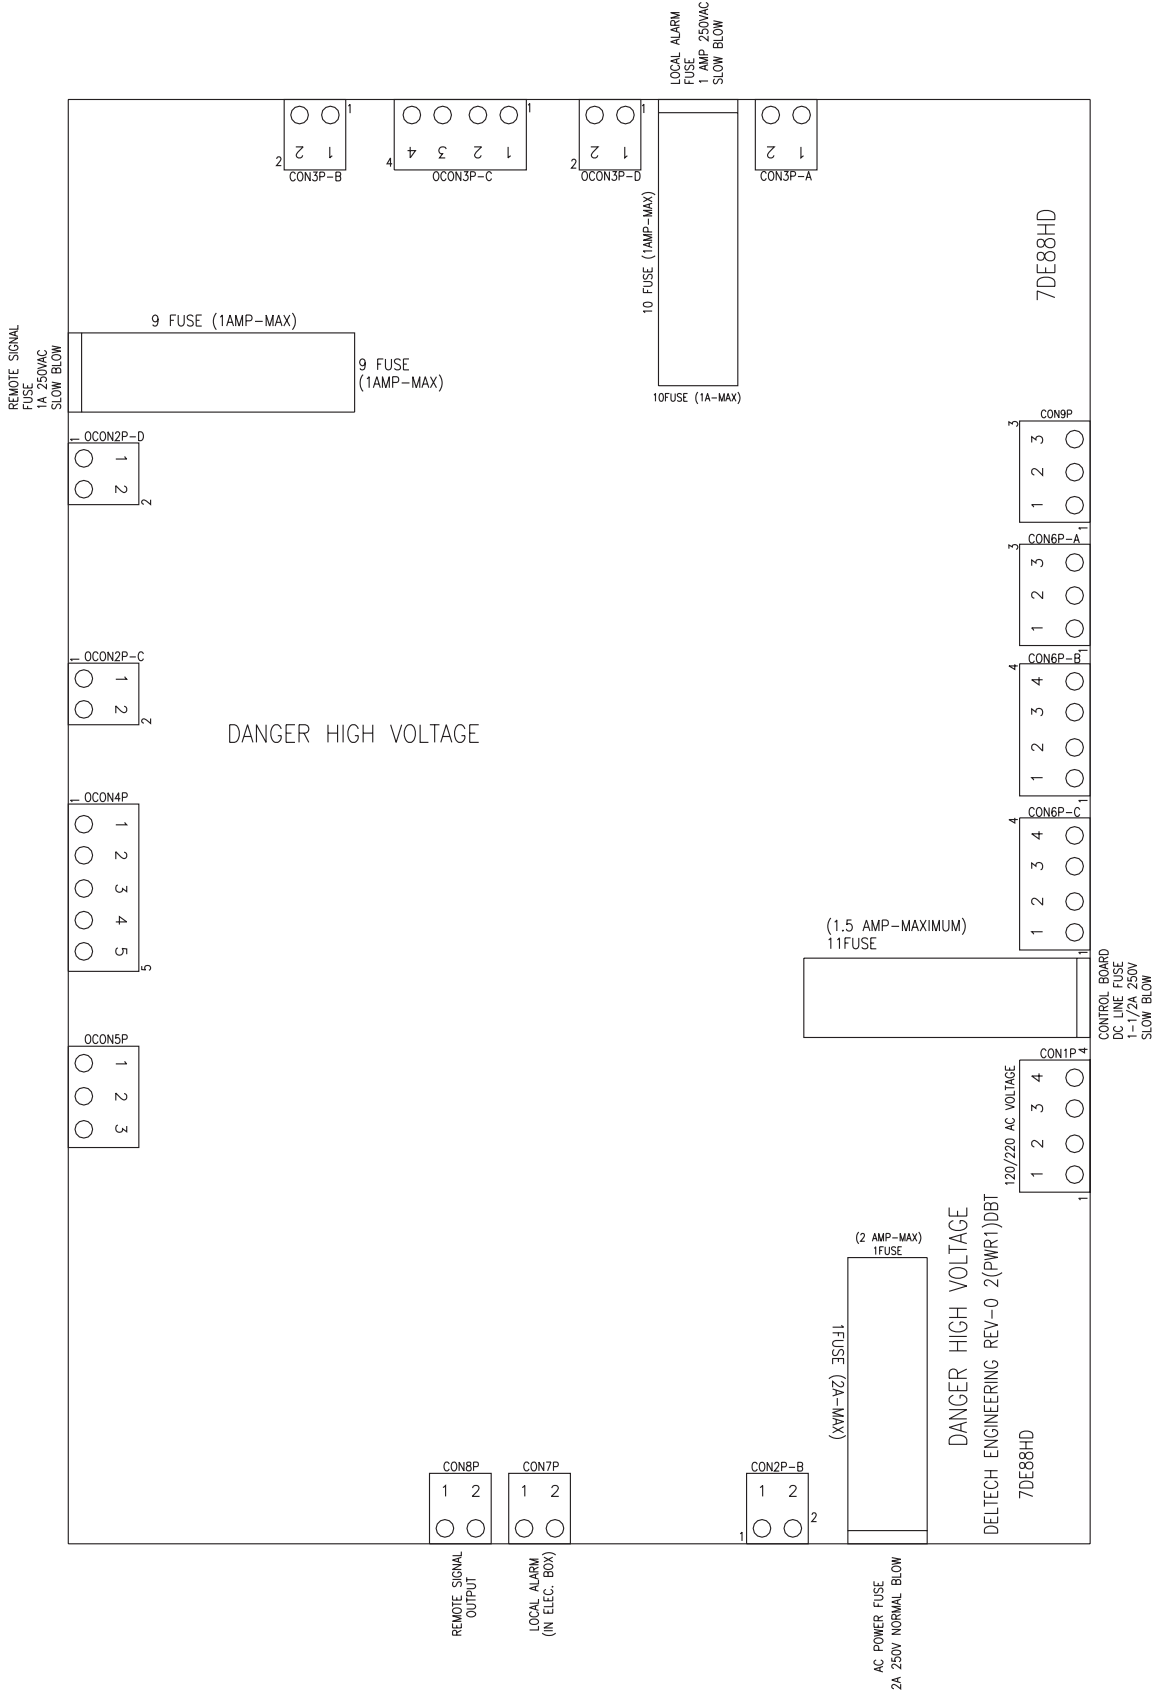 LOCAL ALARM
FUSE
1 AMP 250VAC
SLOW BLOW
1
2
2 1
CON3P-B
1
4
4 3 2 1
OCON3P-C
1
2
2 1
OCON3P-D
2 1
CON3P-A
10 FUSE (1AMP-MAX)
10FUSE (1A-MAX)
7DE88HD
REMOTE SIGNAL
FUSE
1A 250VAC
SLOW BLOW
9 FUSE (1AMP-MAX)
9 FUSE
(1AMP-MAX)
1
OCON2P-D
1
2
2
CON9P
3
3
2
1
1
CON6P-A
3
3
2
1
1
1
OCON2P-C
1
2
2
CON6P-B
4
4
3
2
1
1
DANGER HIGH VOLTAGE
1
OCON4P
1
2
3
4
5
5
CON6P-C
4
4
3
2
1
1
(1.5 AMP-MAXIMUM)
11FUSE
CONTROL BOARD
DC LINE FUSE
1-1/2A 250V
SLOW BLOW
OCON5P
1
2
3
CON1P
4
4
3
2
1
1
120/220 AC VOLTAGE
(2 AMP-MAX)
1FUSE
1FUSE (2A-MAX)
DANGER HIGH VOLTAGE
DELTECH ENGINEERING REV-0 2(PWR1)DBT
7DE88HD
CON8P
1 2
CON7P
1 2
CON2P-B
1 2
1
2
REMOTE SIGNAL
OUTPUT
LOCAL ALARM
(IN ELEC. BOX)
AC POWER FUSE
2A 250V NORMAL BLOW